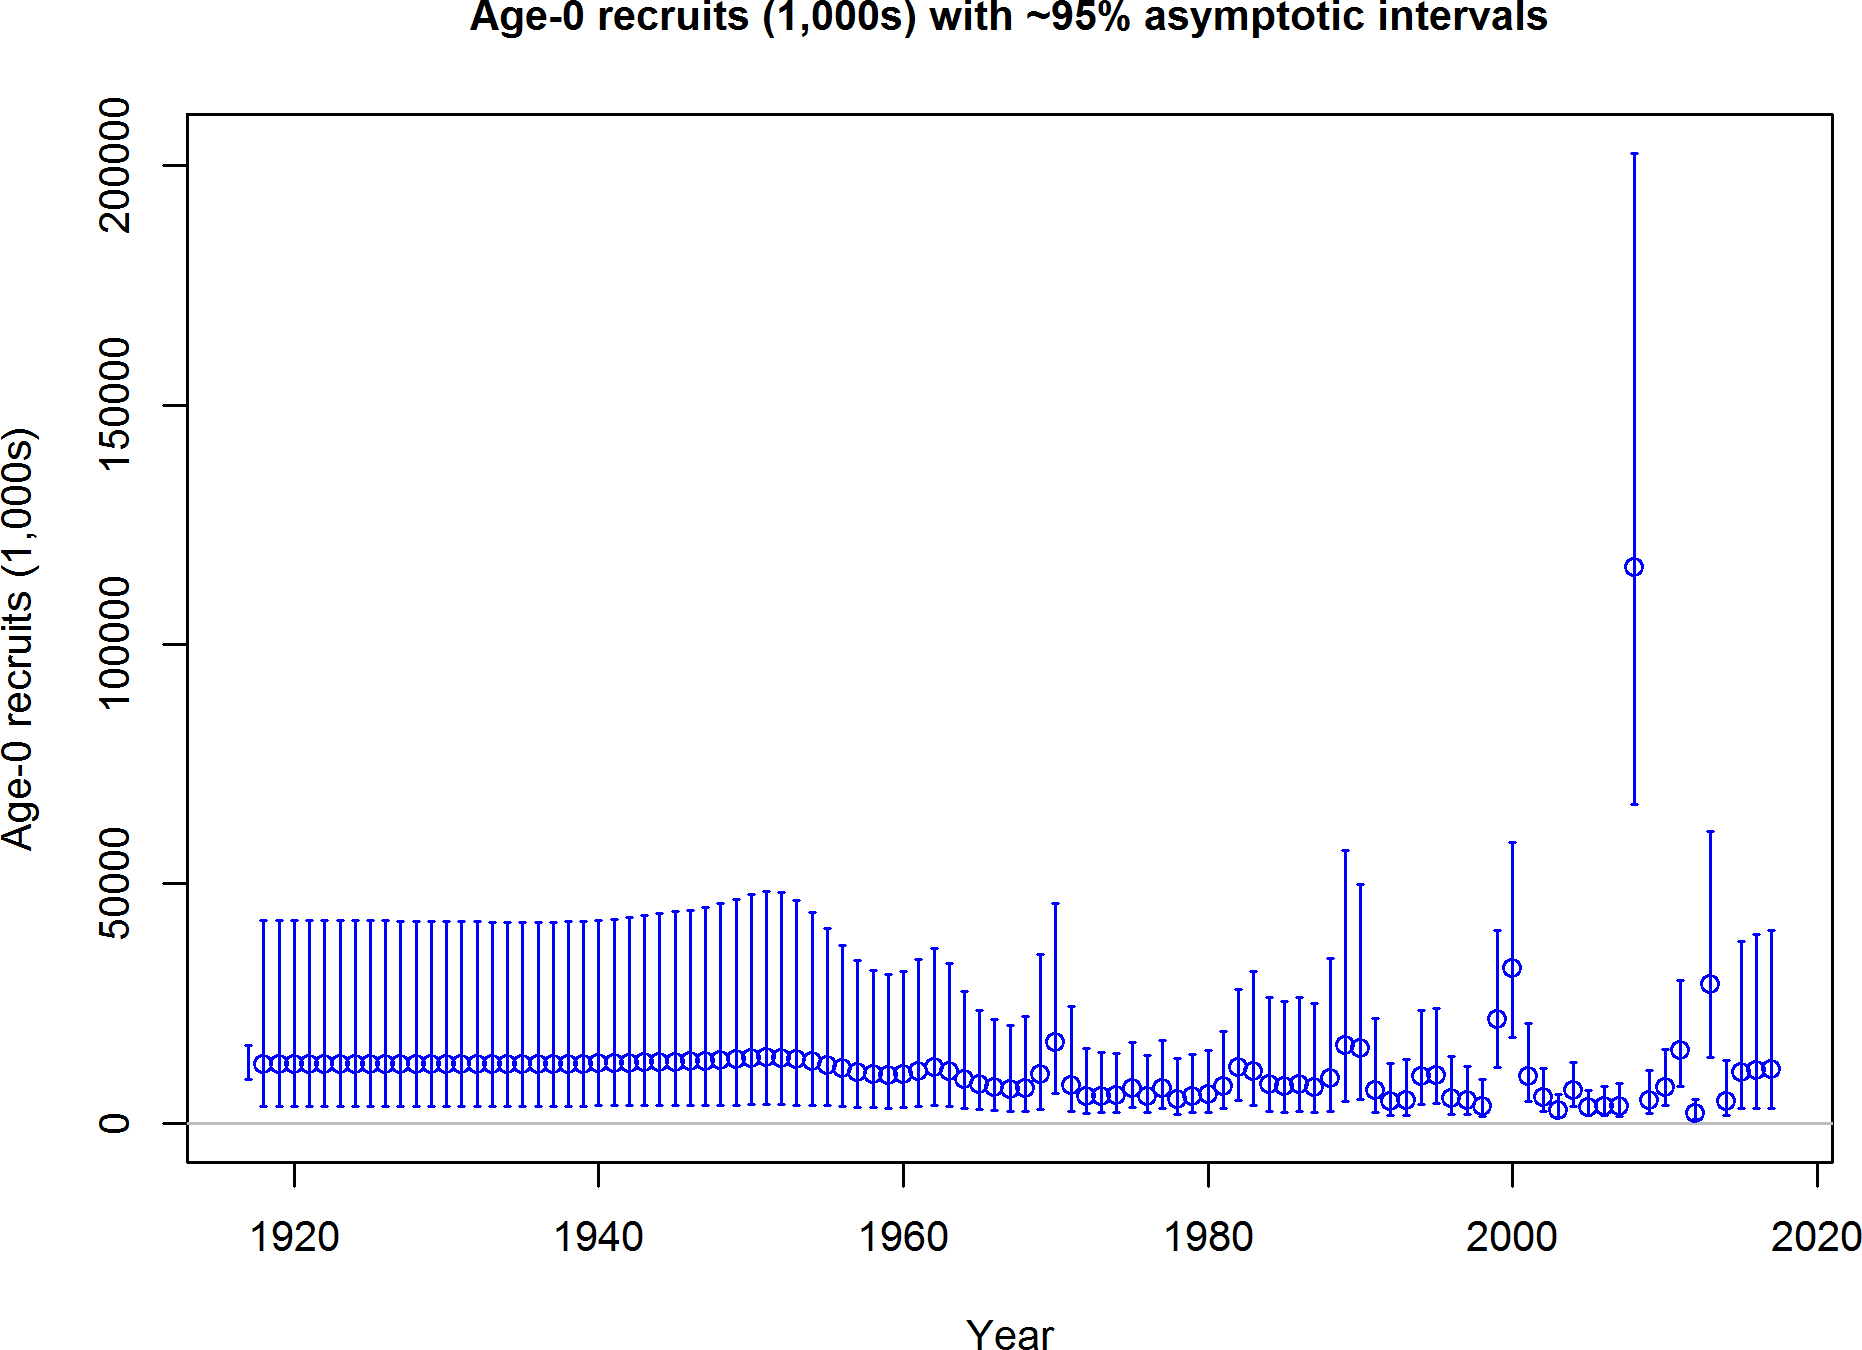 Age-0 recruits (1,000s) with ~95% asymptotic intervals
Age-0 recruits (1,000s)
200000
150000
100000
50000
0
1920 1940 1960 1980 2000 2020
Year